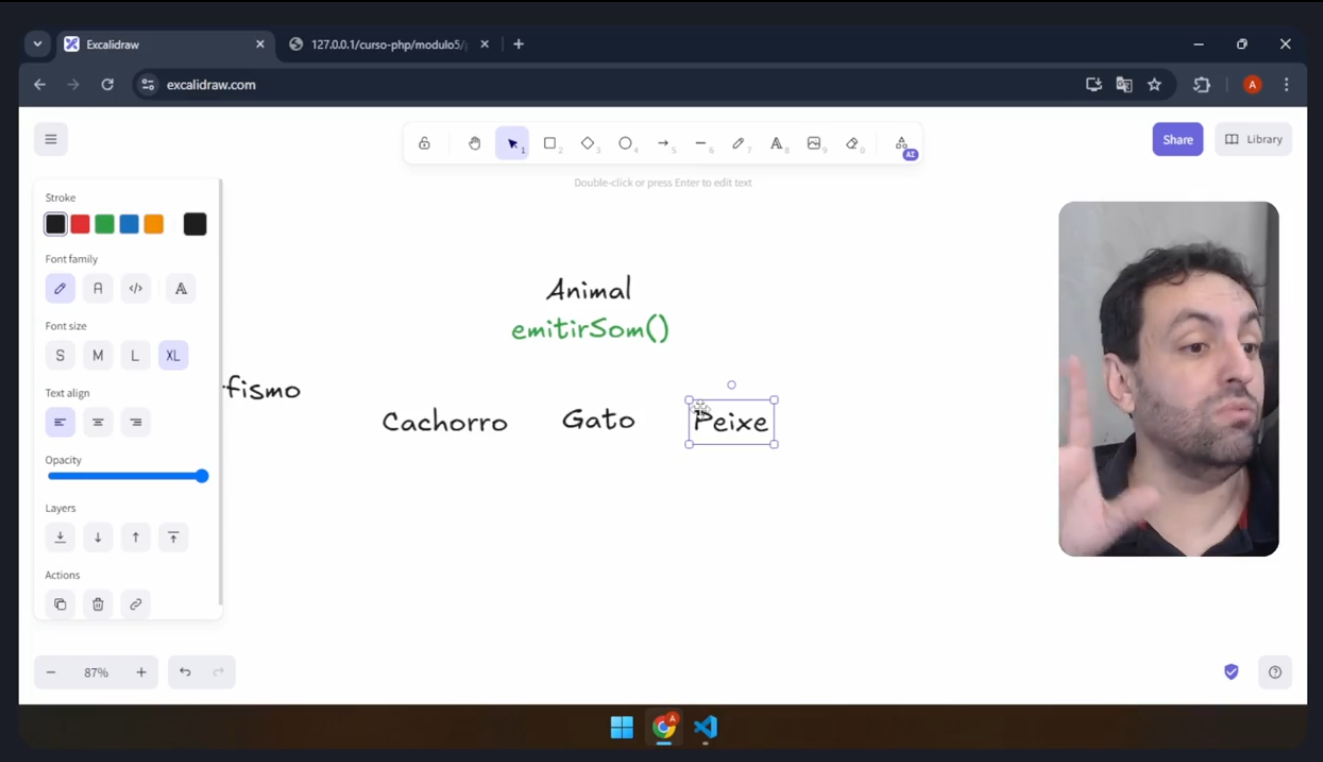 Excalidraw
127.0.0.1/curso-php/modulo5/
excalidraw.com
A
1
2
3
4
5
6
7
A
8
9
0
AI
Share
Library
Double-click or press Enter to edit text
Stroke
Font family
A
</>
A
Font size
S M L XL
Text align
Opacity
Layers
Actions
Animal
emitirSom()
fismo
Cachorro Gato Peixe
87%
A